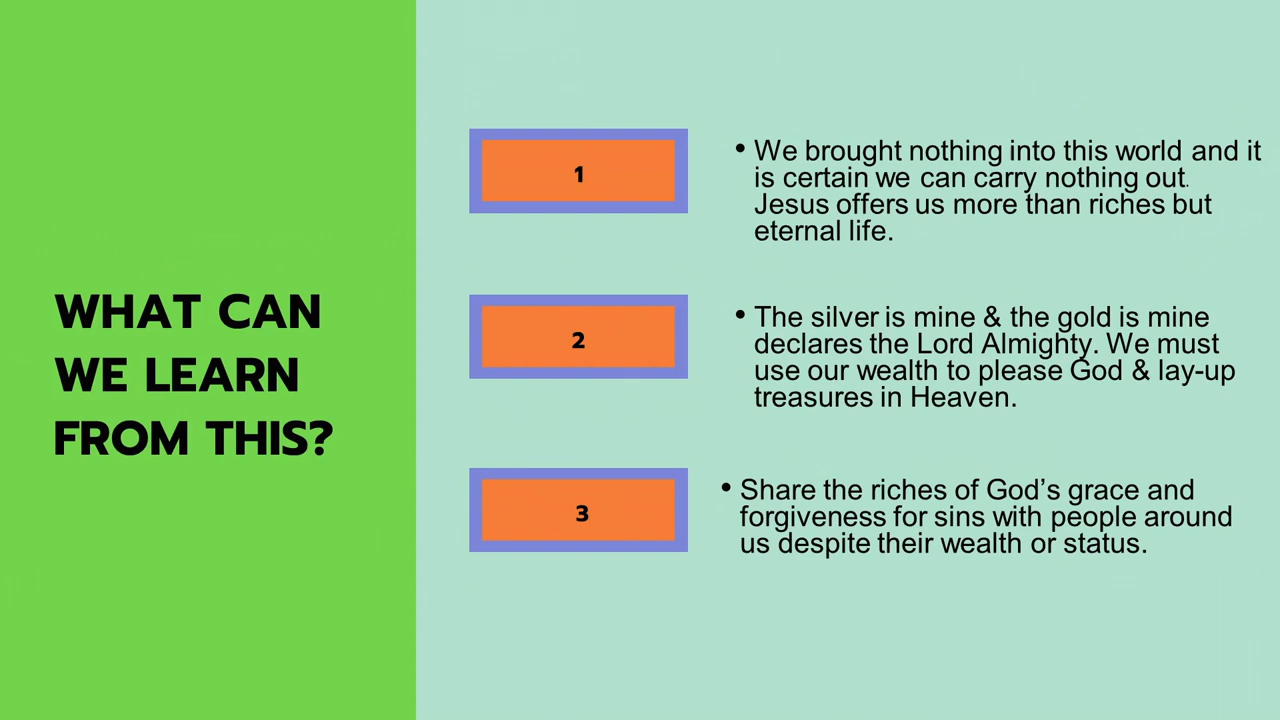 WHAT CAN
WE LEARN
FROM THIS?
1
• We brought nothing into this world and it
is certain we can carry nothing out.
Jesus offers us more than riches but
eternal life.
2
• The silver is mine & the gold is mine
declares the Lord Almighty. We must
use our wealth to please God & lay-up
treasures in Heaven.
3
• Share the riches of God’s grace and
forgiveness for sins with people around
us despite their wealth or status.